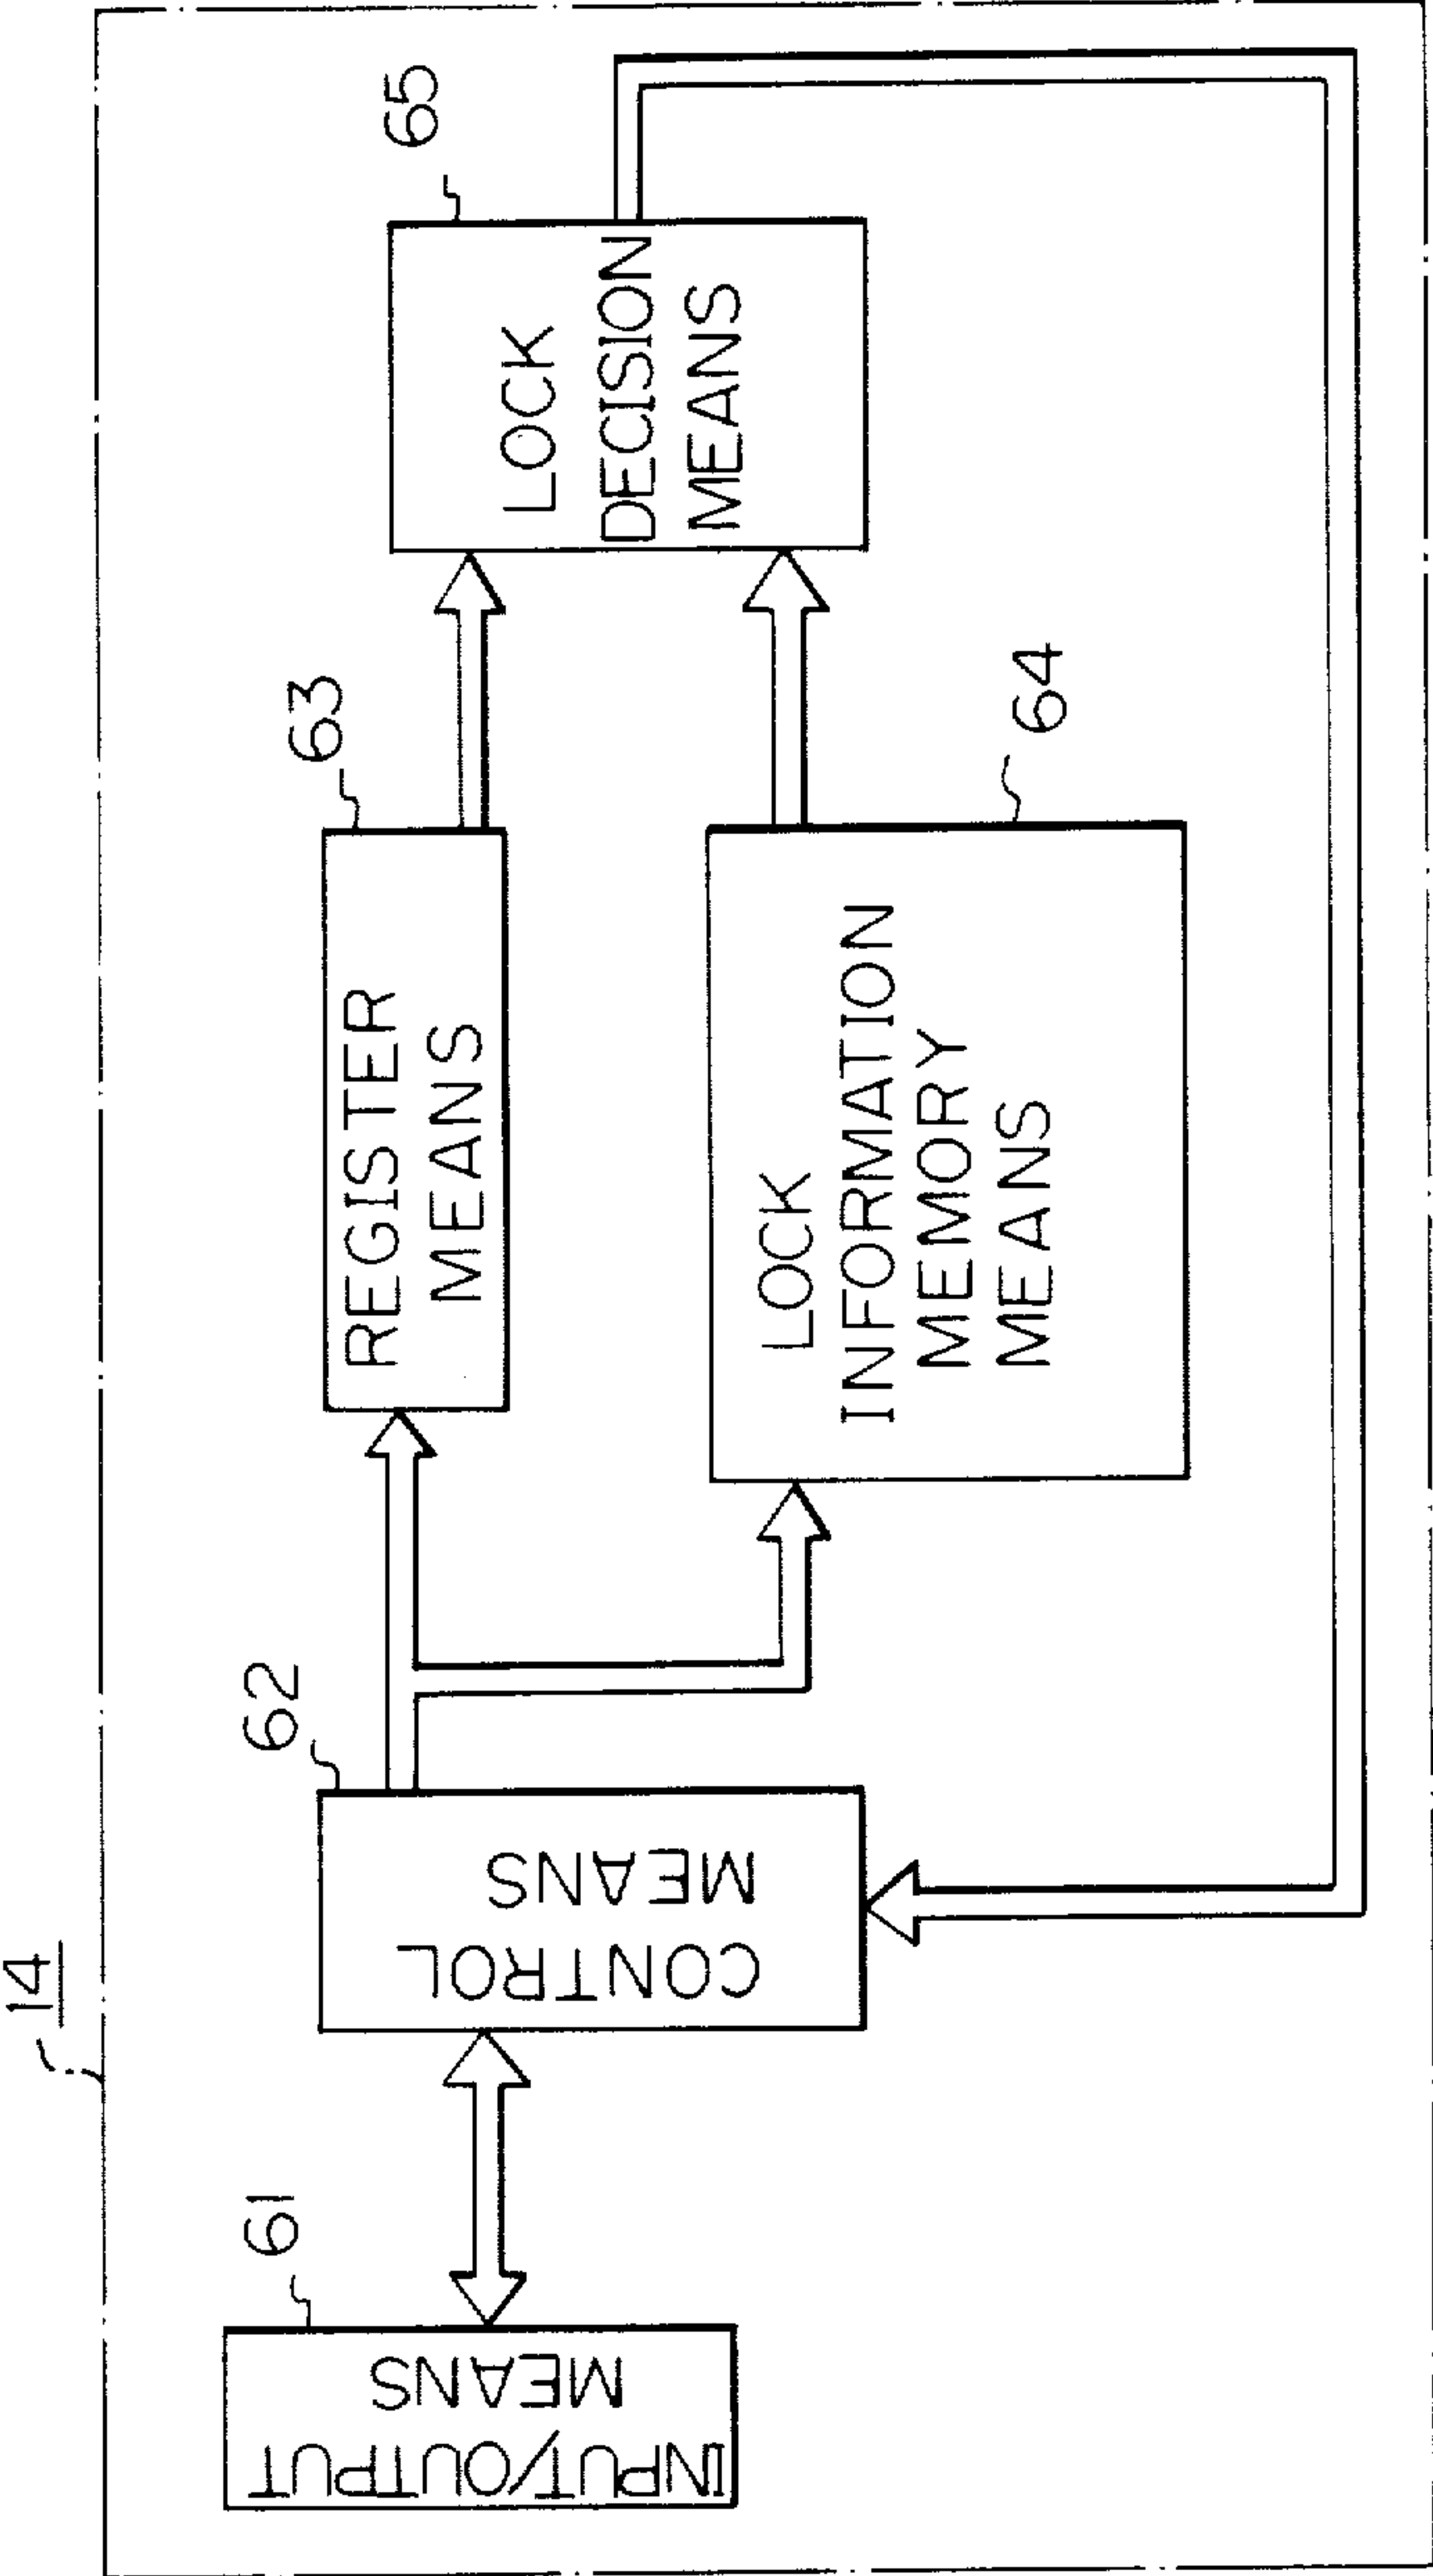 14
61
INPUT/OUTPUT
MEANS
62
CONTROL
MEANS
63
REGISTER
MEANS
64
LOCK
INFORMATION
MEMORY
MEANS
65
LOCK
DECISION
MEANS